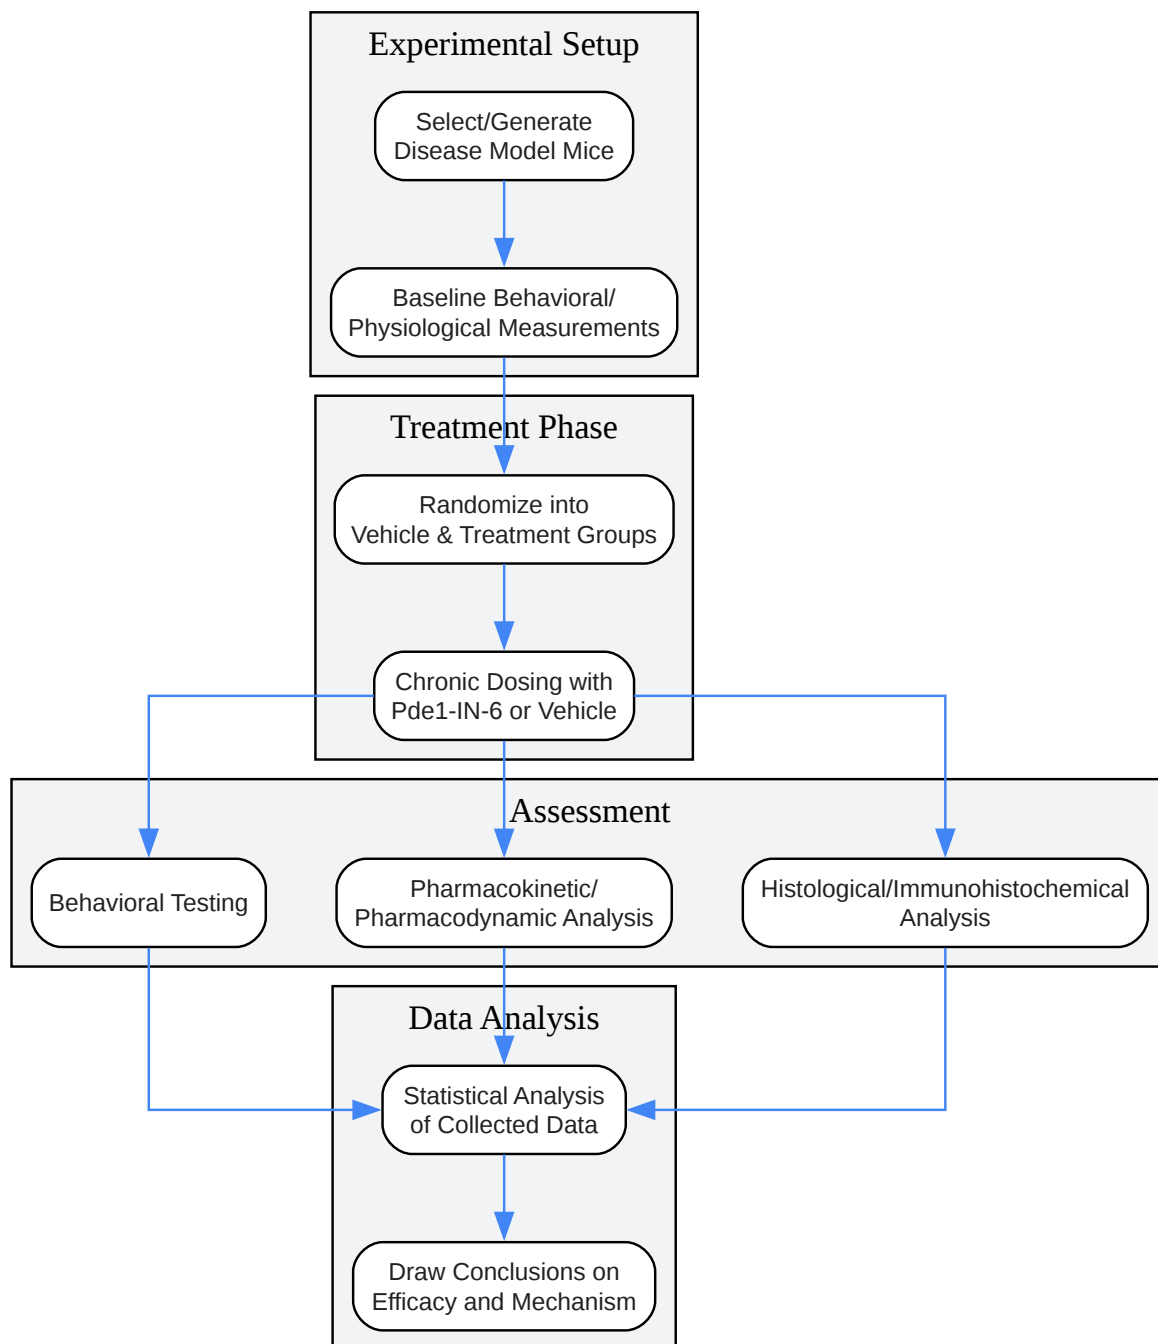 Experimental Setup
Select/Generate
Disease Model Mice
Baseline Behavioral/
Physiological Measurements
Treatment Phase
Randomize into
Vehicle & Treatment Groups
Chronic Dosing with
Pde1-IN-6 or Vehicle
Assessment
Behavioral Testing
Pharmacokinetic/
Pharmacodynamic Analysis
Histological/Immunohistochemical
Analysis
Data Analysis
Statistical Analysis
of Collected Data
Draw Conclusions on
Efficacy and Mechanism